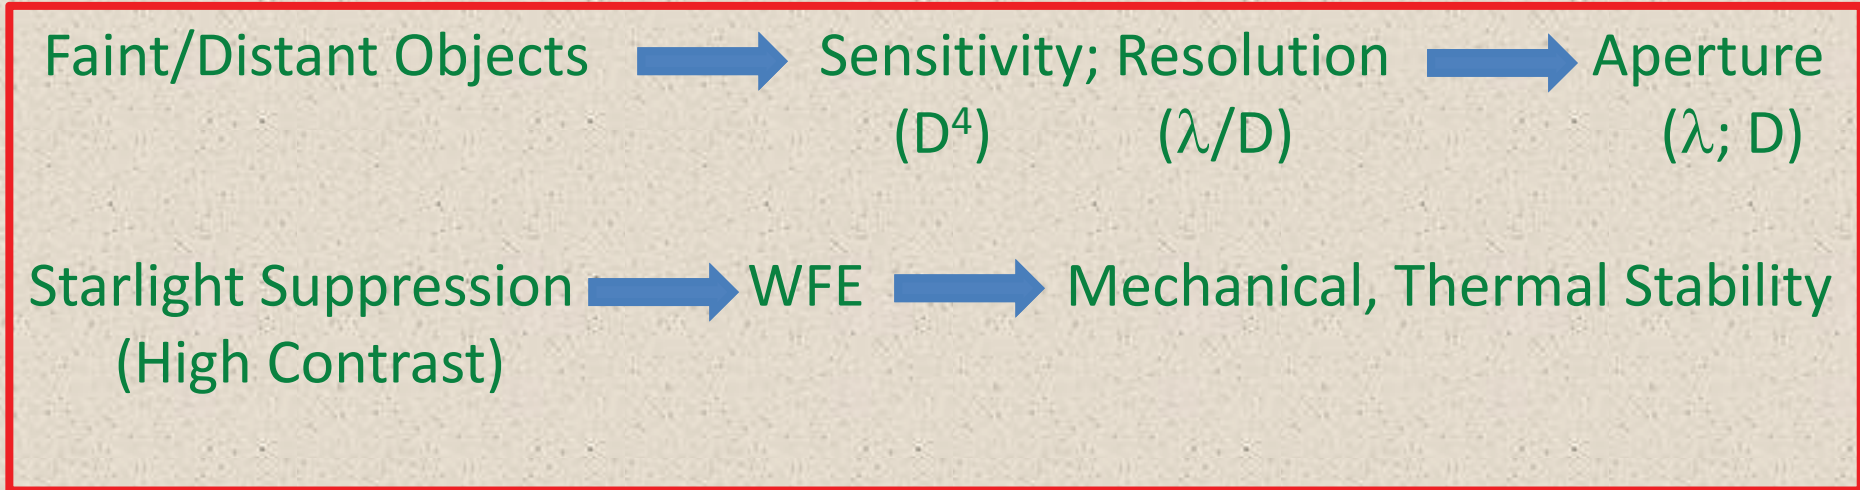 Faint/Distant Objects Sensitivity; Resolution Aperture
(D⁴) (λ/D) (λ; D)
Starlight Suppression WFE Mechanical, Thermal Stability
(High Contrast)